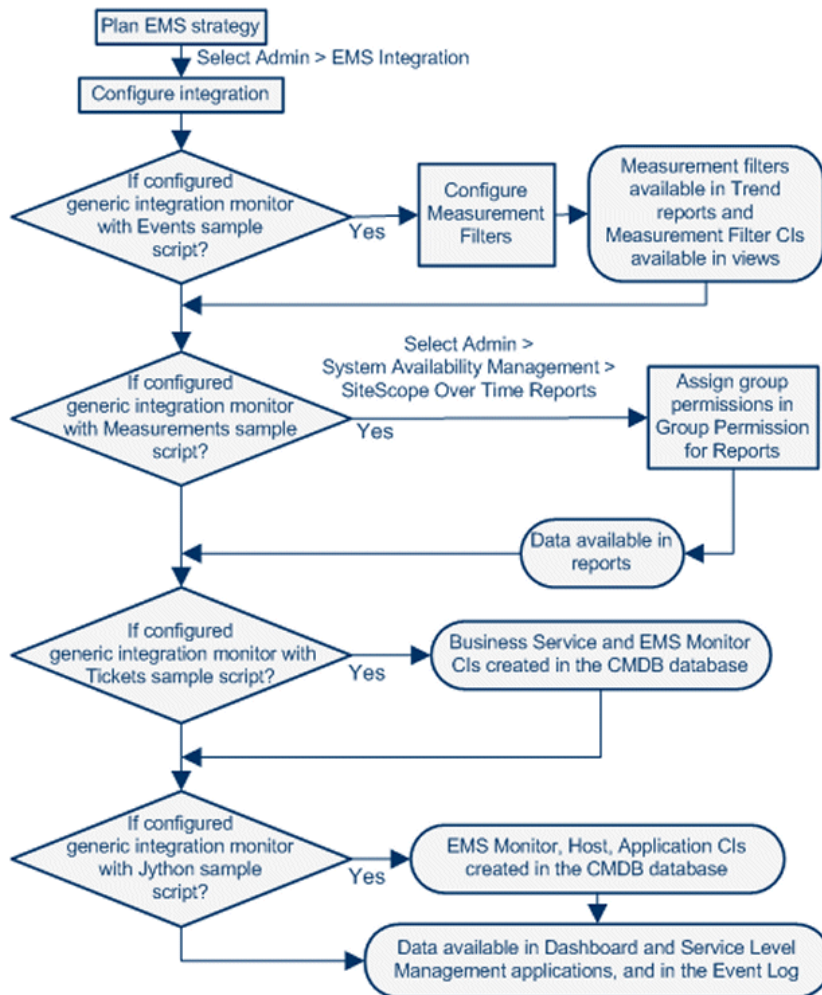 Plan EMS strategy
Select Admin > EMS Integration
Configure integration
If configured
generic integration monitor
with Events sample
script?
Yes
Configure
Measurement
Filters
Measurement filters
available in Trend
reports and
Measurement Filter CIs
available in views
If configured
generic integration monitor
with Measurements sample
script?
Yes
Select Admin >
System Availability Management >
SiteScope Over Time Reports
Assign group
permissions in
Group Permission
for Reports
Data available in
reports
If configured
generic integration monitor with
Tickets sample script?
Yes
Business Service and EMS Monitor
CIs created in the CMDB database
If configured
generic integration monitor
with Jython sample
script?
Yes
EMS Monitor, Host, Application CIs
created in the CMDB database
Data available in Dashboard and Service Level
Management applications, and in the Event Log